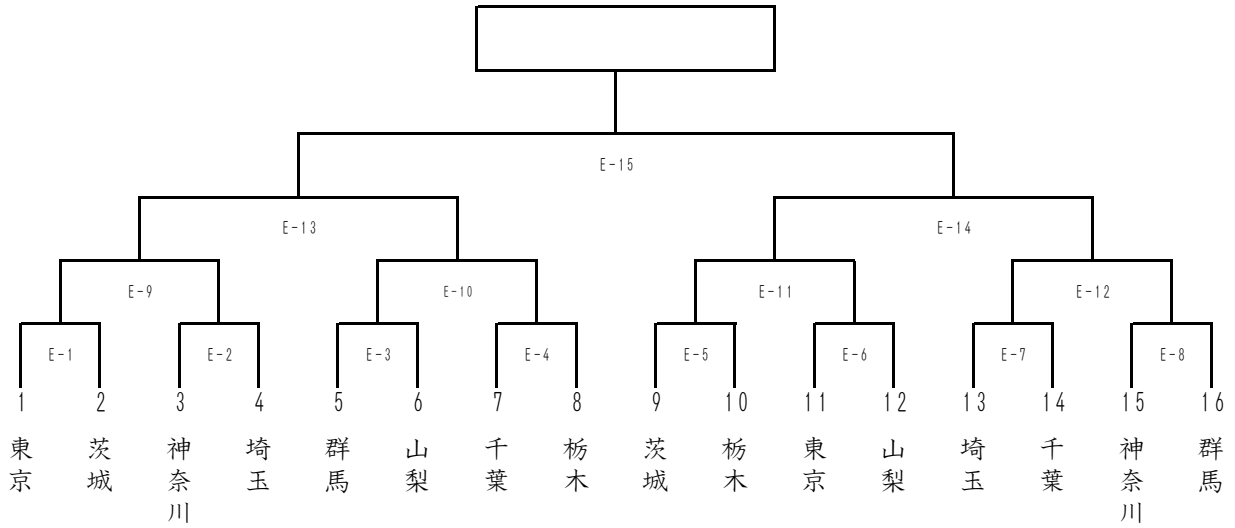 E-15
E-13
E-14
E-9
E-10
E-11
E-12
E-1
E-2
E-3
E-4
E-5
E-6
E-7
E-8
1
2
3
4
5
6
7
8
9
10
11
12
13
14
15
16
東京
茨城
神奈川
埼玉
群馬
山梨
千葉
栃木
茨城
栃木
東京
山梨
埼玉
千葉
神奈川
群馬